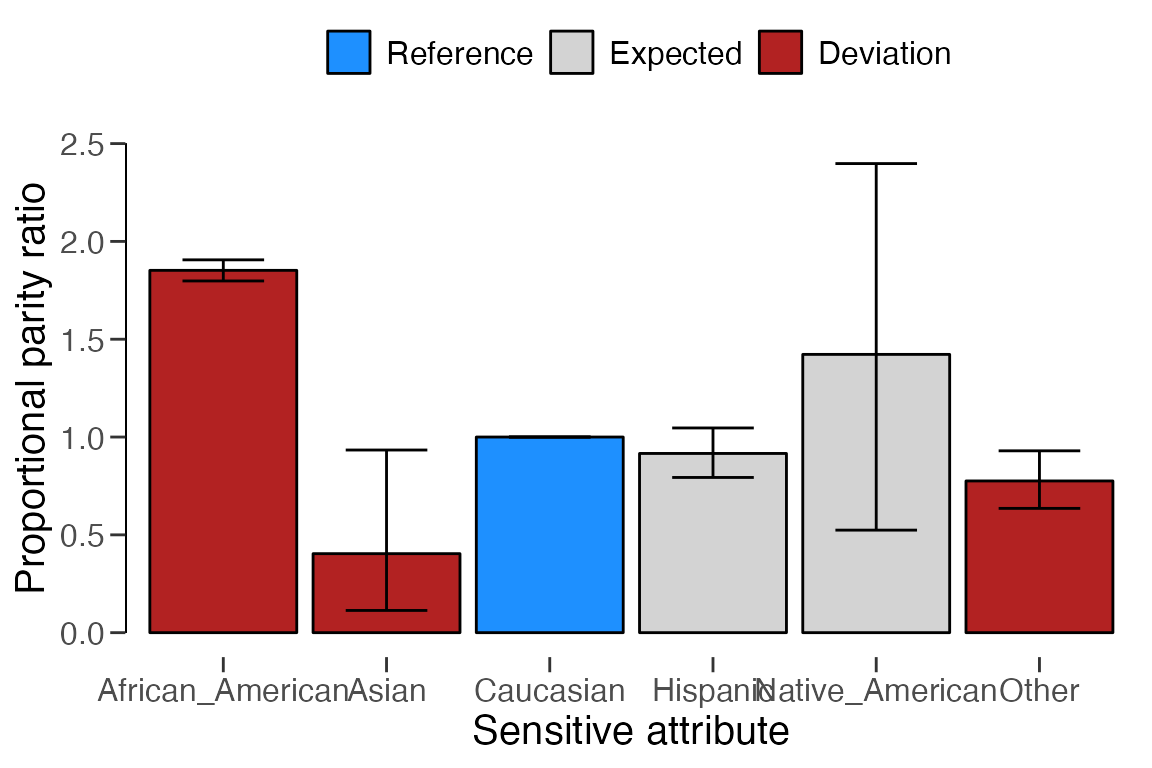 Reference Expected Deviation
Proportional parity ratio
2.5
2.0
1.5
1.0
0.5
0.0
African_American Asian Caucasian Hispanic Native_American Other
Sensitive attribute